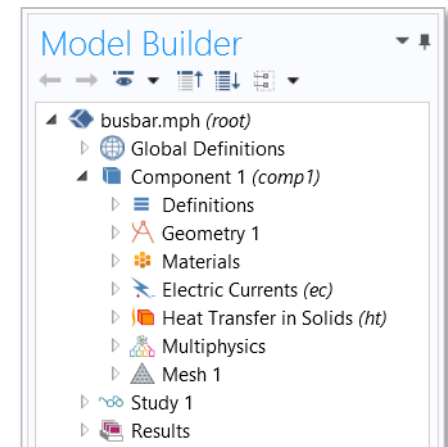 Model Builder
busbar.mph (root)
Global Definitions
Component 1 (comp1)
Definitions
Geometry 1
Materials
Electric Currents (ec)
Heat Transfer in Solids (ht)
Multiphysics
Mesh 1
Study 1
Results